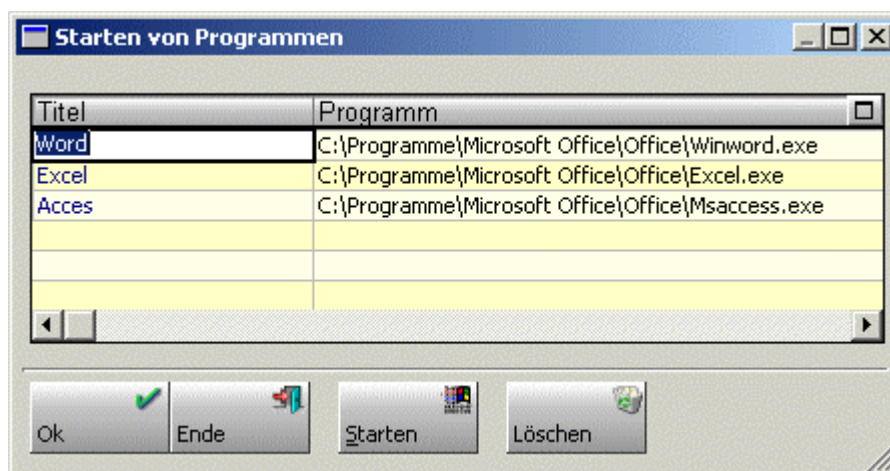 Starten von Programmen
Titel Programm
Word C:\Programme\Microsoft Office\Office\Winword.exe
Excel C:\Programme\Microsoft Office\Office\Excel.exe
Acces C:\Programme\Microsoft Office\Office\Msaccess.exe
Ok Ende Starten Löschen